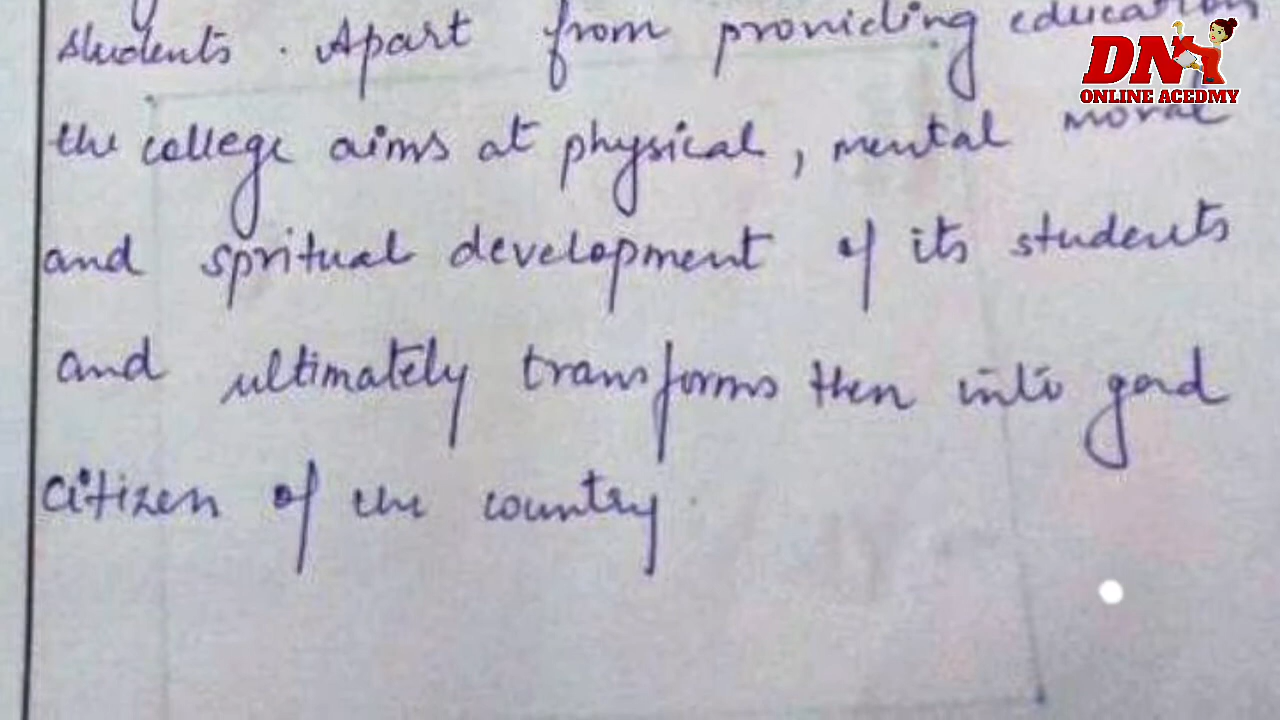 students. Apart from providing education
the college aims at physical, mental moral
and spritual development of its students
and ultimately transforms then into good
citizen of the country
DN
ONLINE ACEDMY